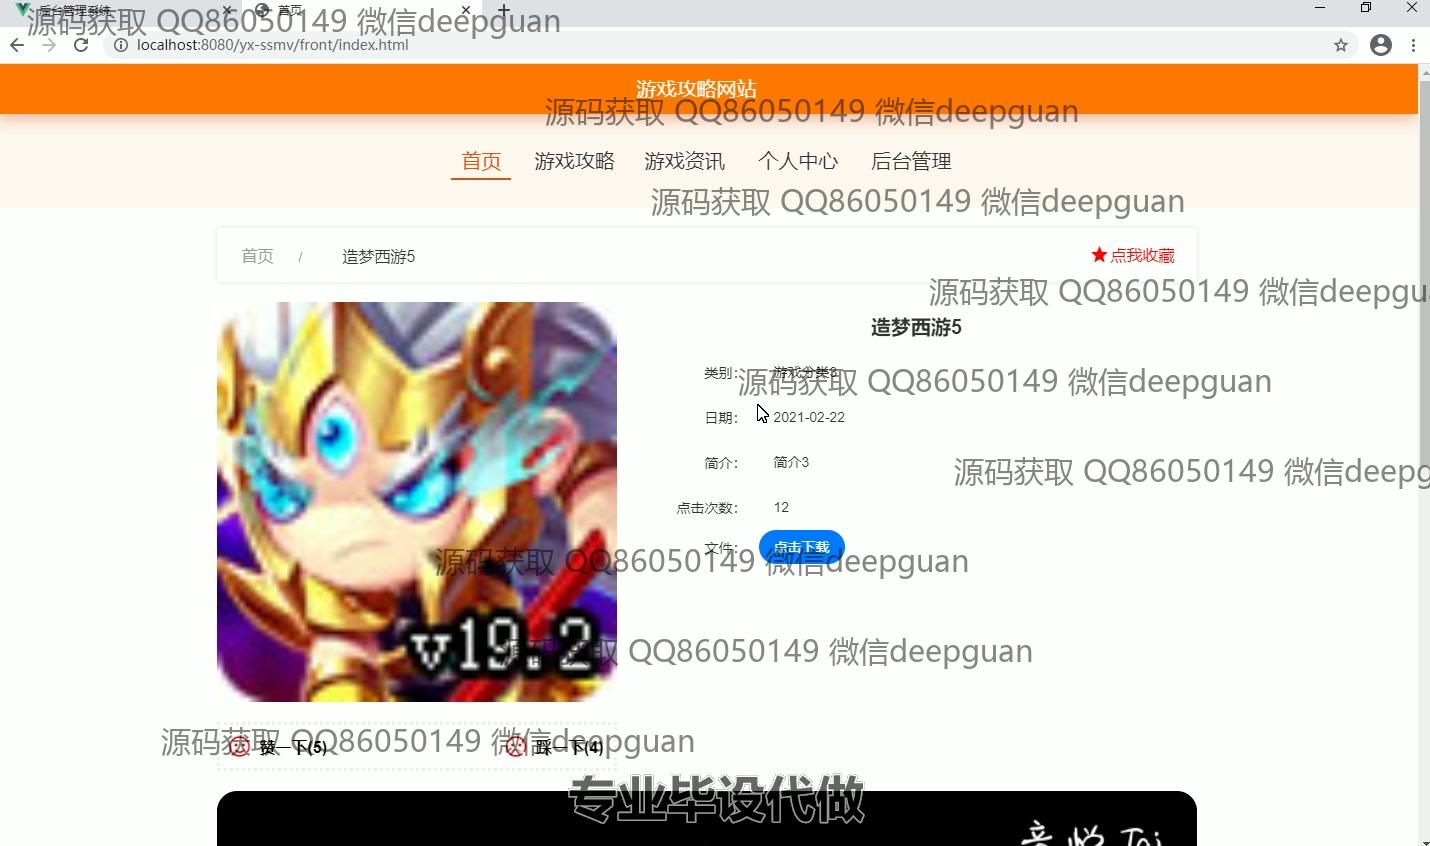 后台管理系统
首页
源码获取 QQ86050149 微信deepguan
localhost:8080/yx-ssmv/front/index.html
游戏攻略网站
源码获取 QQ86050149 微信deepguan
首页 游戏攻略 游戏资讯 个人中心 后台管理
源码获取 QQ86050149 微信deepguan
首页 / 造梦西游5 ★点我收藏
源码获取 QQ86050149 微信deepgu
造梦西游5
类别： 游戏分类3
源码获取 QQ86050149 微信deepguan
日期： 2021-02-22
简介： 简介3
源码获取 QQ86050149 微信deepg
点击次数： 12
文件： 点击下载
源码获取 QQ86050149 微信deepguan
v19.2
源码获取 QQ86050149 微信deepguan
赞一下(5) 踩一下(4)
源码获取 QQ86050149 微信deepguan
专业毕设代做
音悦Tai